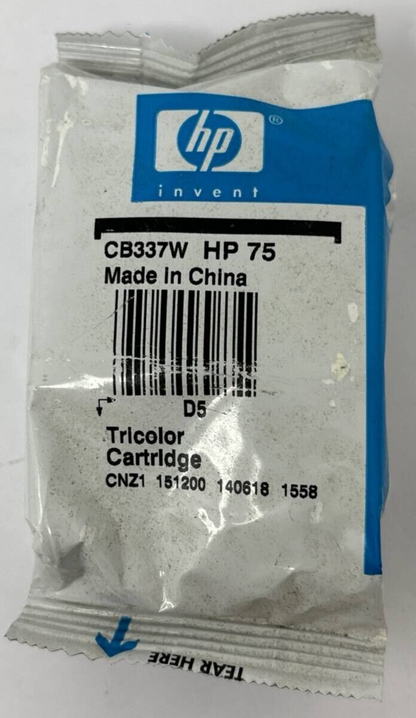 hp ®
invent
CB337W HP 75
Made in China
D5
Tricolor
Cartridge
CNZ1 151200 140618 1558
TEAR HERE